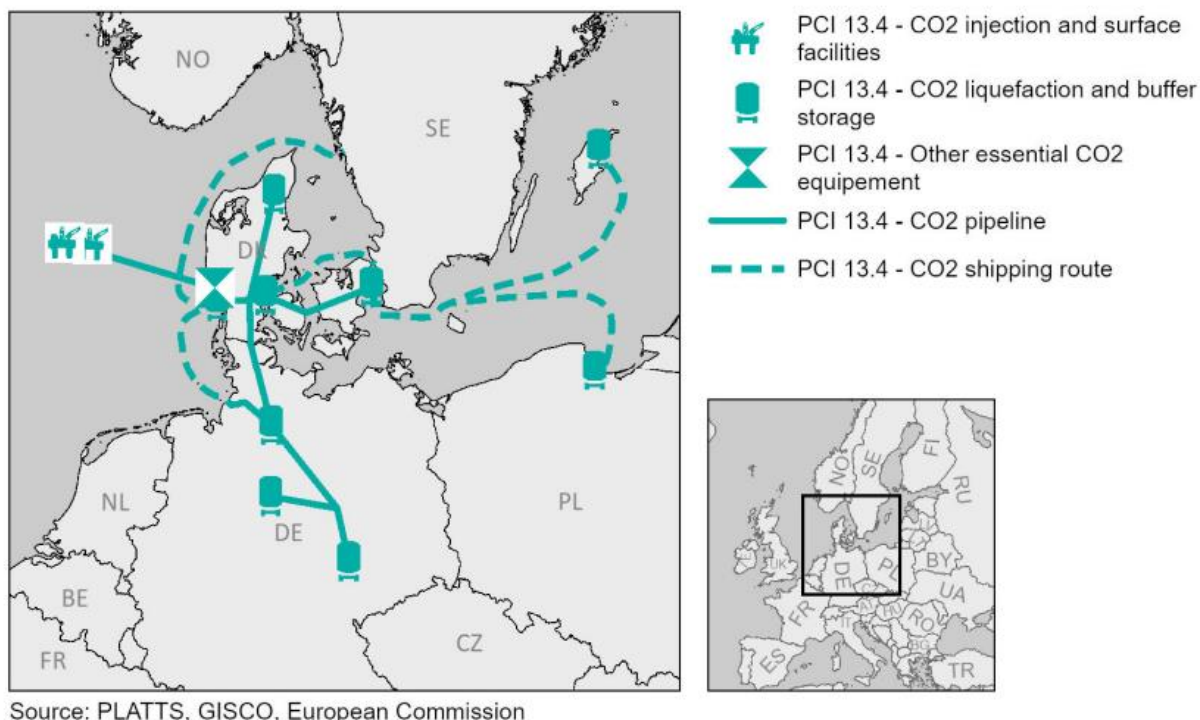 NO
SE
DK
NL
DE
PL
BE
CZ
FR
PCI 13.4 - CO2 injection and surface
facilities
PCI 13.4 - CO2 liquefaction and buffer
storage
PCI 13.4 - Other essential CO2
equipement
PCI 13.4 - CO2 pipeline
PCI 13.4 - CO2 shipping route
NO
SE
FI
RU
UK
DE
PL
BY
UA
FR
AT
HU
RO
IT
BG
ES
TR
Source: PLATTS, GISCO, European Commission